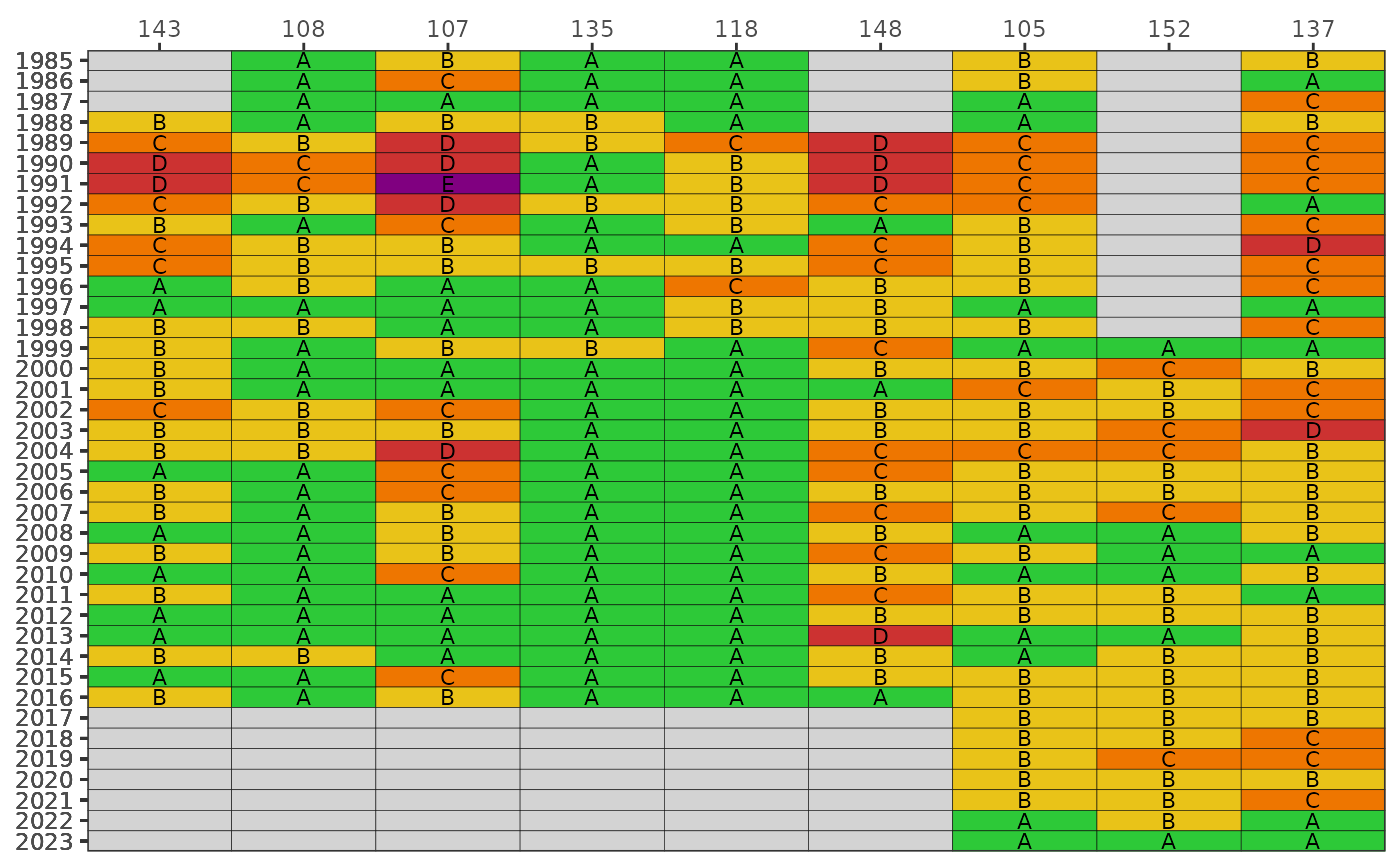 143 108 107 135 118 148 105 152 137
1985 A B A A B B
1986 A C A A B A
1987 A A A A A C
1988 B A B B A A B
1989 C B D B C D C C
1990 D C D A B D C C
1991 D C E A B D C C
1992 C B D B B C C A
1993 B A C A B A B C
1994 C B B A A C B D
1995 C B B B B C B C
1996 A B A A C B B C
1997 A A A A B B A A
1998 B B A A B B B C
1999 B A B B A C A A A
2000 B A A A A B B C B
2001 B A A A A A C B C
2002 C B C A A B B B C
2003 B B B A A B B C D
2004 B B D A A C C C B
2005 A A C A A C B B B
2006 B A C A A B B B B
2007 B A B A A C B C B
2008 A A B A A B A A B
2009 B A B A A C B A A
2010 A A C A A B A A B
2011 B A A A A C B B A
2012 A A A A A B B B B
2013 A A A A A D A A B
2014 B B A A A B A B B
2015 A A C A A B B B B
2016 B A B A A A B B B
2017 B B B
2018 B B C
2019 B C C
2020 B B B
2021 B B C
2022 A B A
2023 A A A